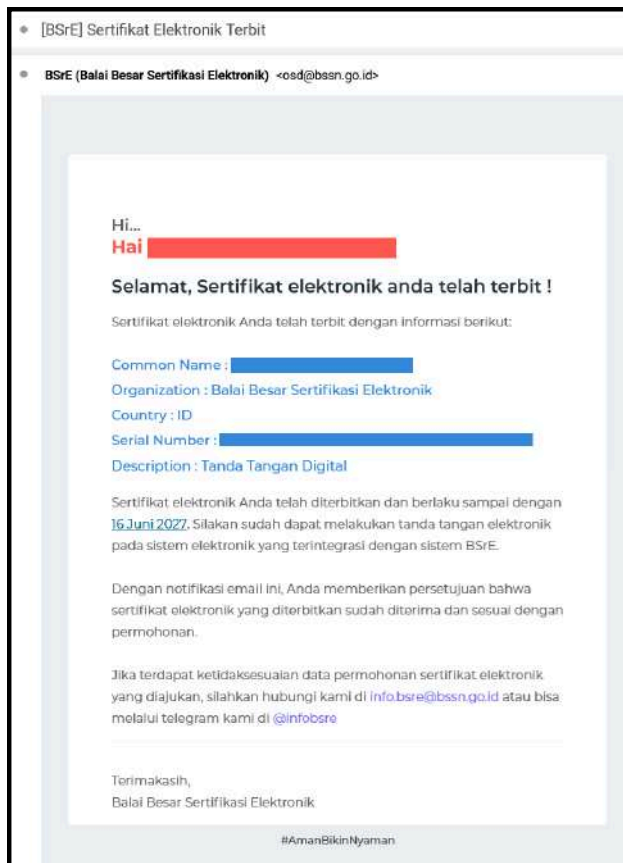 [BSrE] Sertifikat Elektronik Terbit
BSrE (Balai Besar Sertifikasi Elektronik) <osd@bssn.go.id>
Hi...
Hai
Selamat, Sertifikat elektronik anda telah terbit !
Sertifikat elektronik Anda telah terbit dengan informasi berikut:
Common Name :
Organization : Balai Besar Sertifikasi Elektronik
Country : ID
Serial Number :
Description : Tanda Tangan Digital
Sertifikat elektronik Anda telah diterbitkan dan berlaku sampai dengan
16 Juni 2027. Silakan sudah dapat melakukan tanda tangan elektronik
pada sistem elektronik yang terintegrasi dengan sistem BSrE.
Dengan notifikasi email ini, Anda memberikan persetujuan bahwa
sertifikat elektronik yang diterbitkan sudah diterima dan sesuai dengan
permohonan.
Jika terdapat ketidaksesuaian data permohonan sertifikat elektronik
yang diajukan, silahkan hubungi kami di info.bsre@bssn.go.id atau bisa
melalui telegram kami di @infobsre
Terimakasih,
Balai Besar Sertifikasi Elektronik
#AmanBikinNyaman